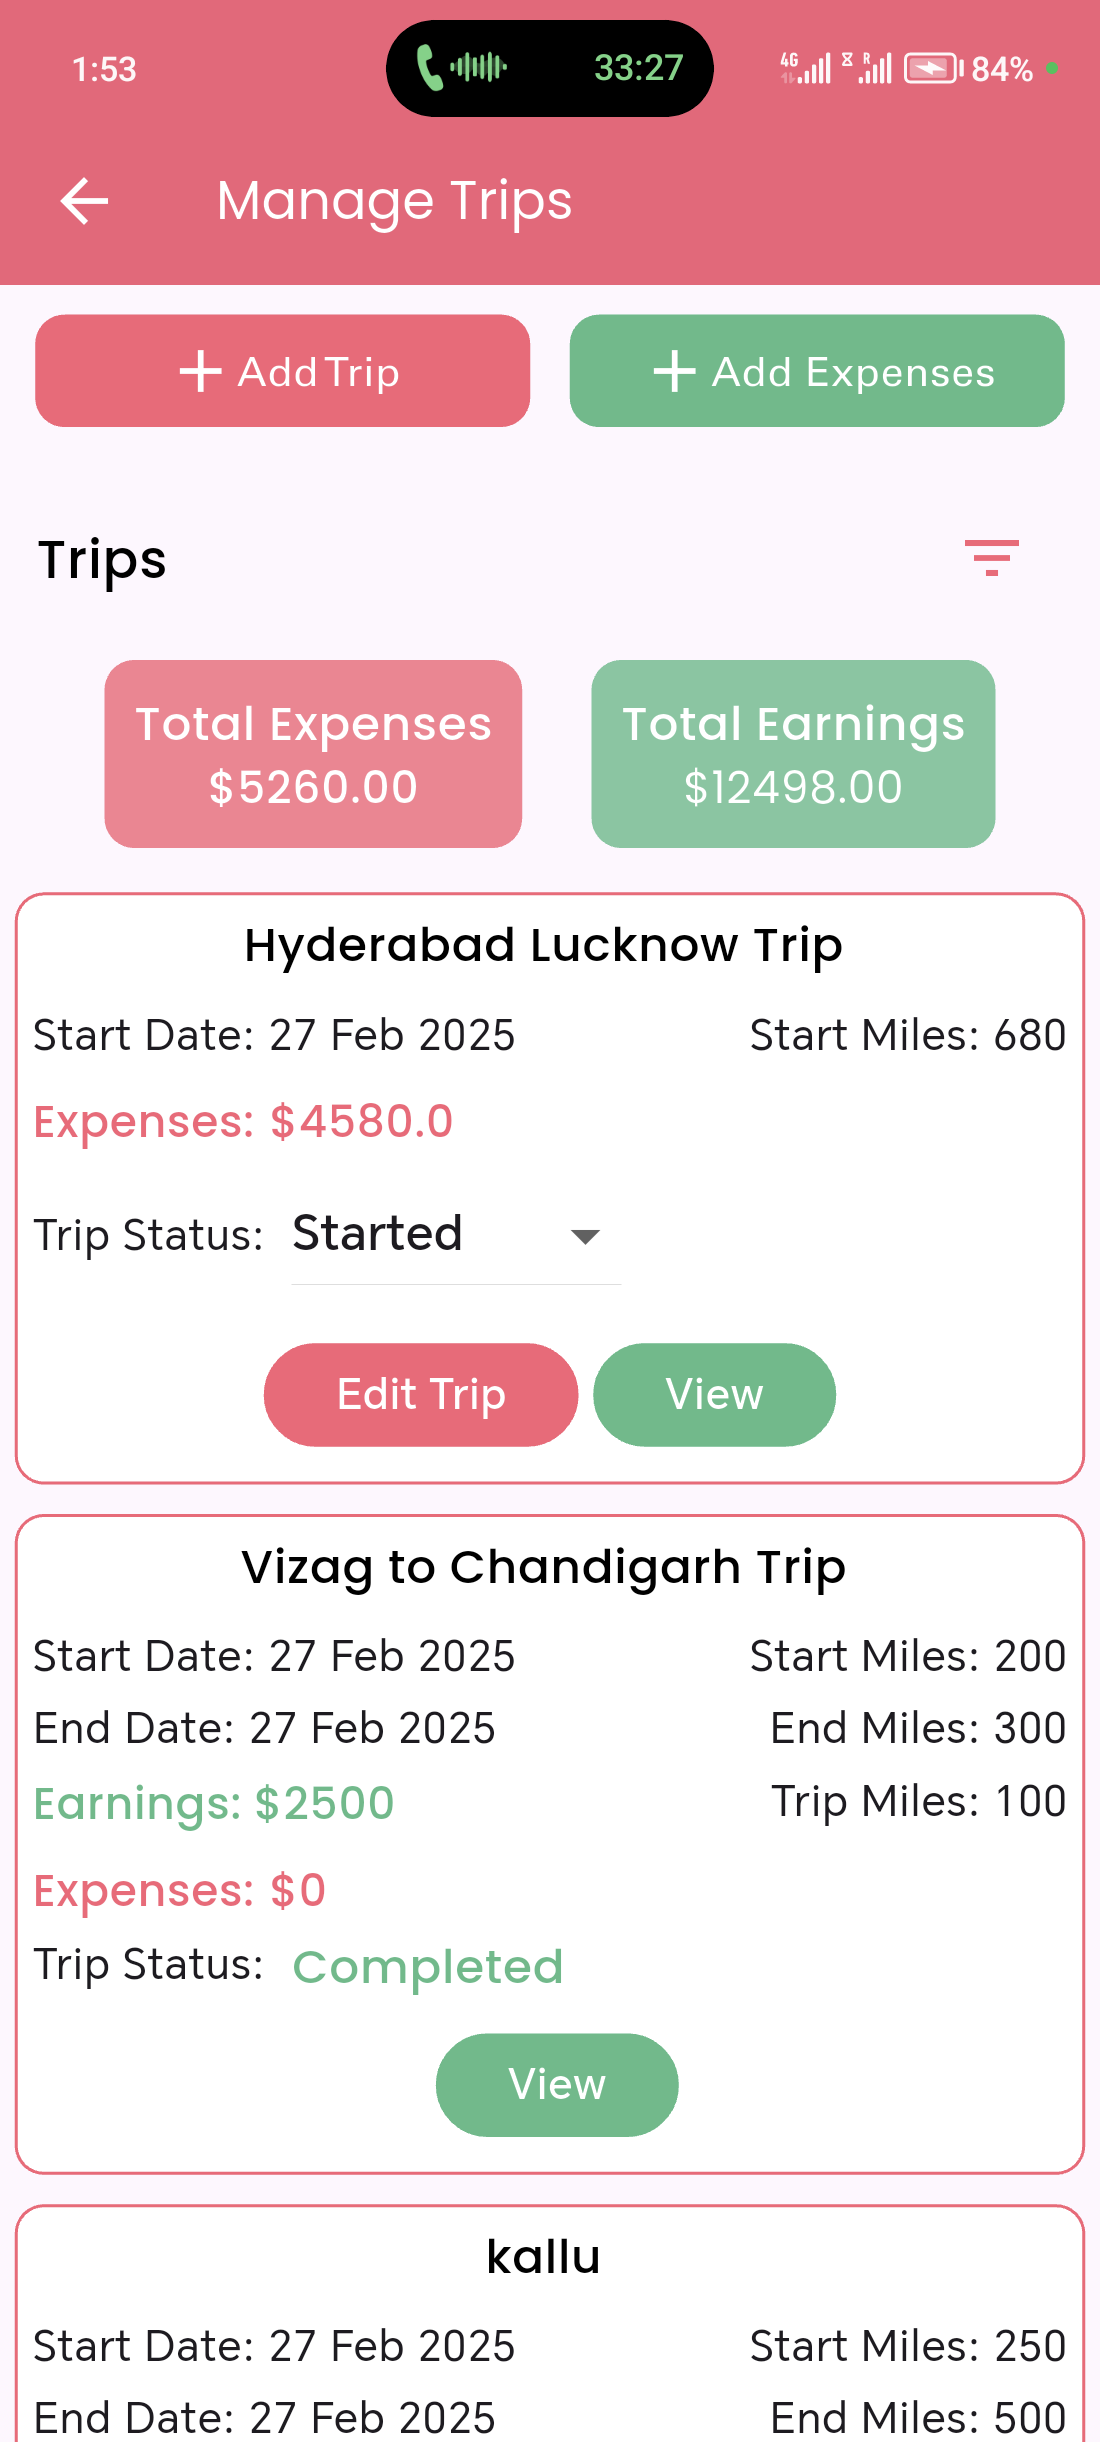 1:53 33:27 4G R 84%
Manage Trips
Add Trip Add Expenses
Trips
Total Expenses Total Earnings
$5260.00 $12498.00
Hyderabad Lucknow Trip
Start Date: 27 Feb 2025 Start Miles: 680
Expenses: $4580.0
Trip Status: Started
Edit Trip View
Vizag to Chandigarh Trip
Start Date: 27 Feb 2025 Start Miles: 200
End Date: 27 Feb 2025 End Miles: 300
Earnings: $2500 Trip Miles: 100
Expenses: $0
Trip Status: Completed
View
kallu
Start Date: 27 Feb 2025 Start Miles: 250
End Date: 27 Feb 2025 End Miles: 500